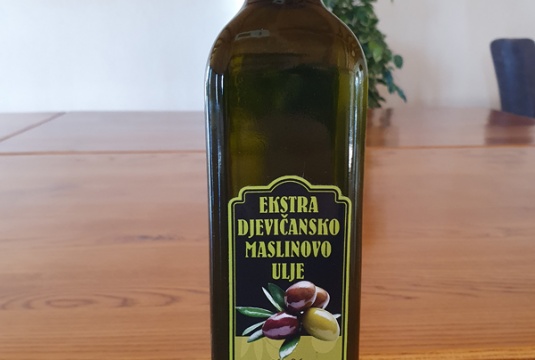 EKSTRA
DJEVIČANSKO
MASLINOVO
ULJE